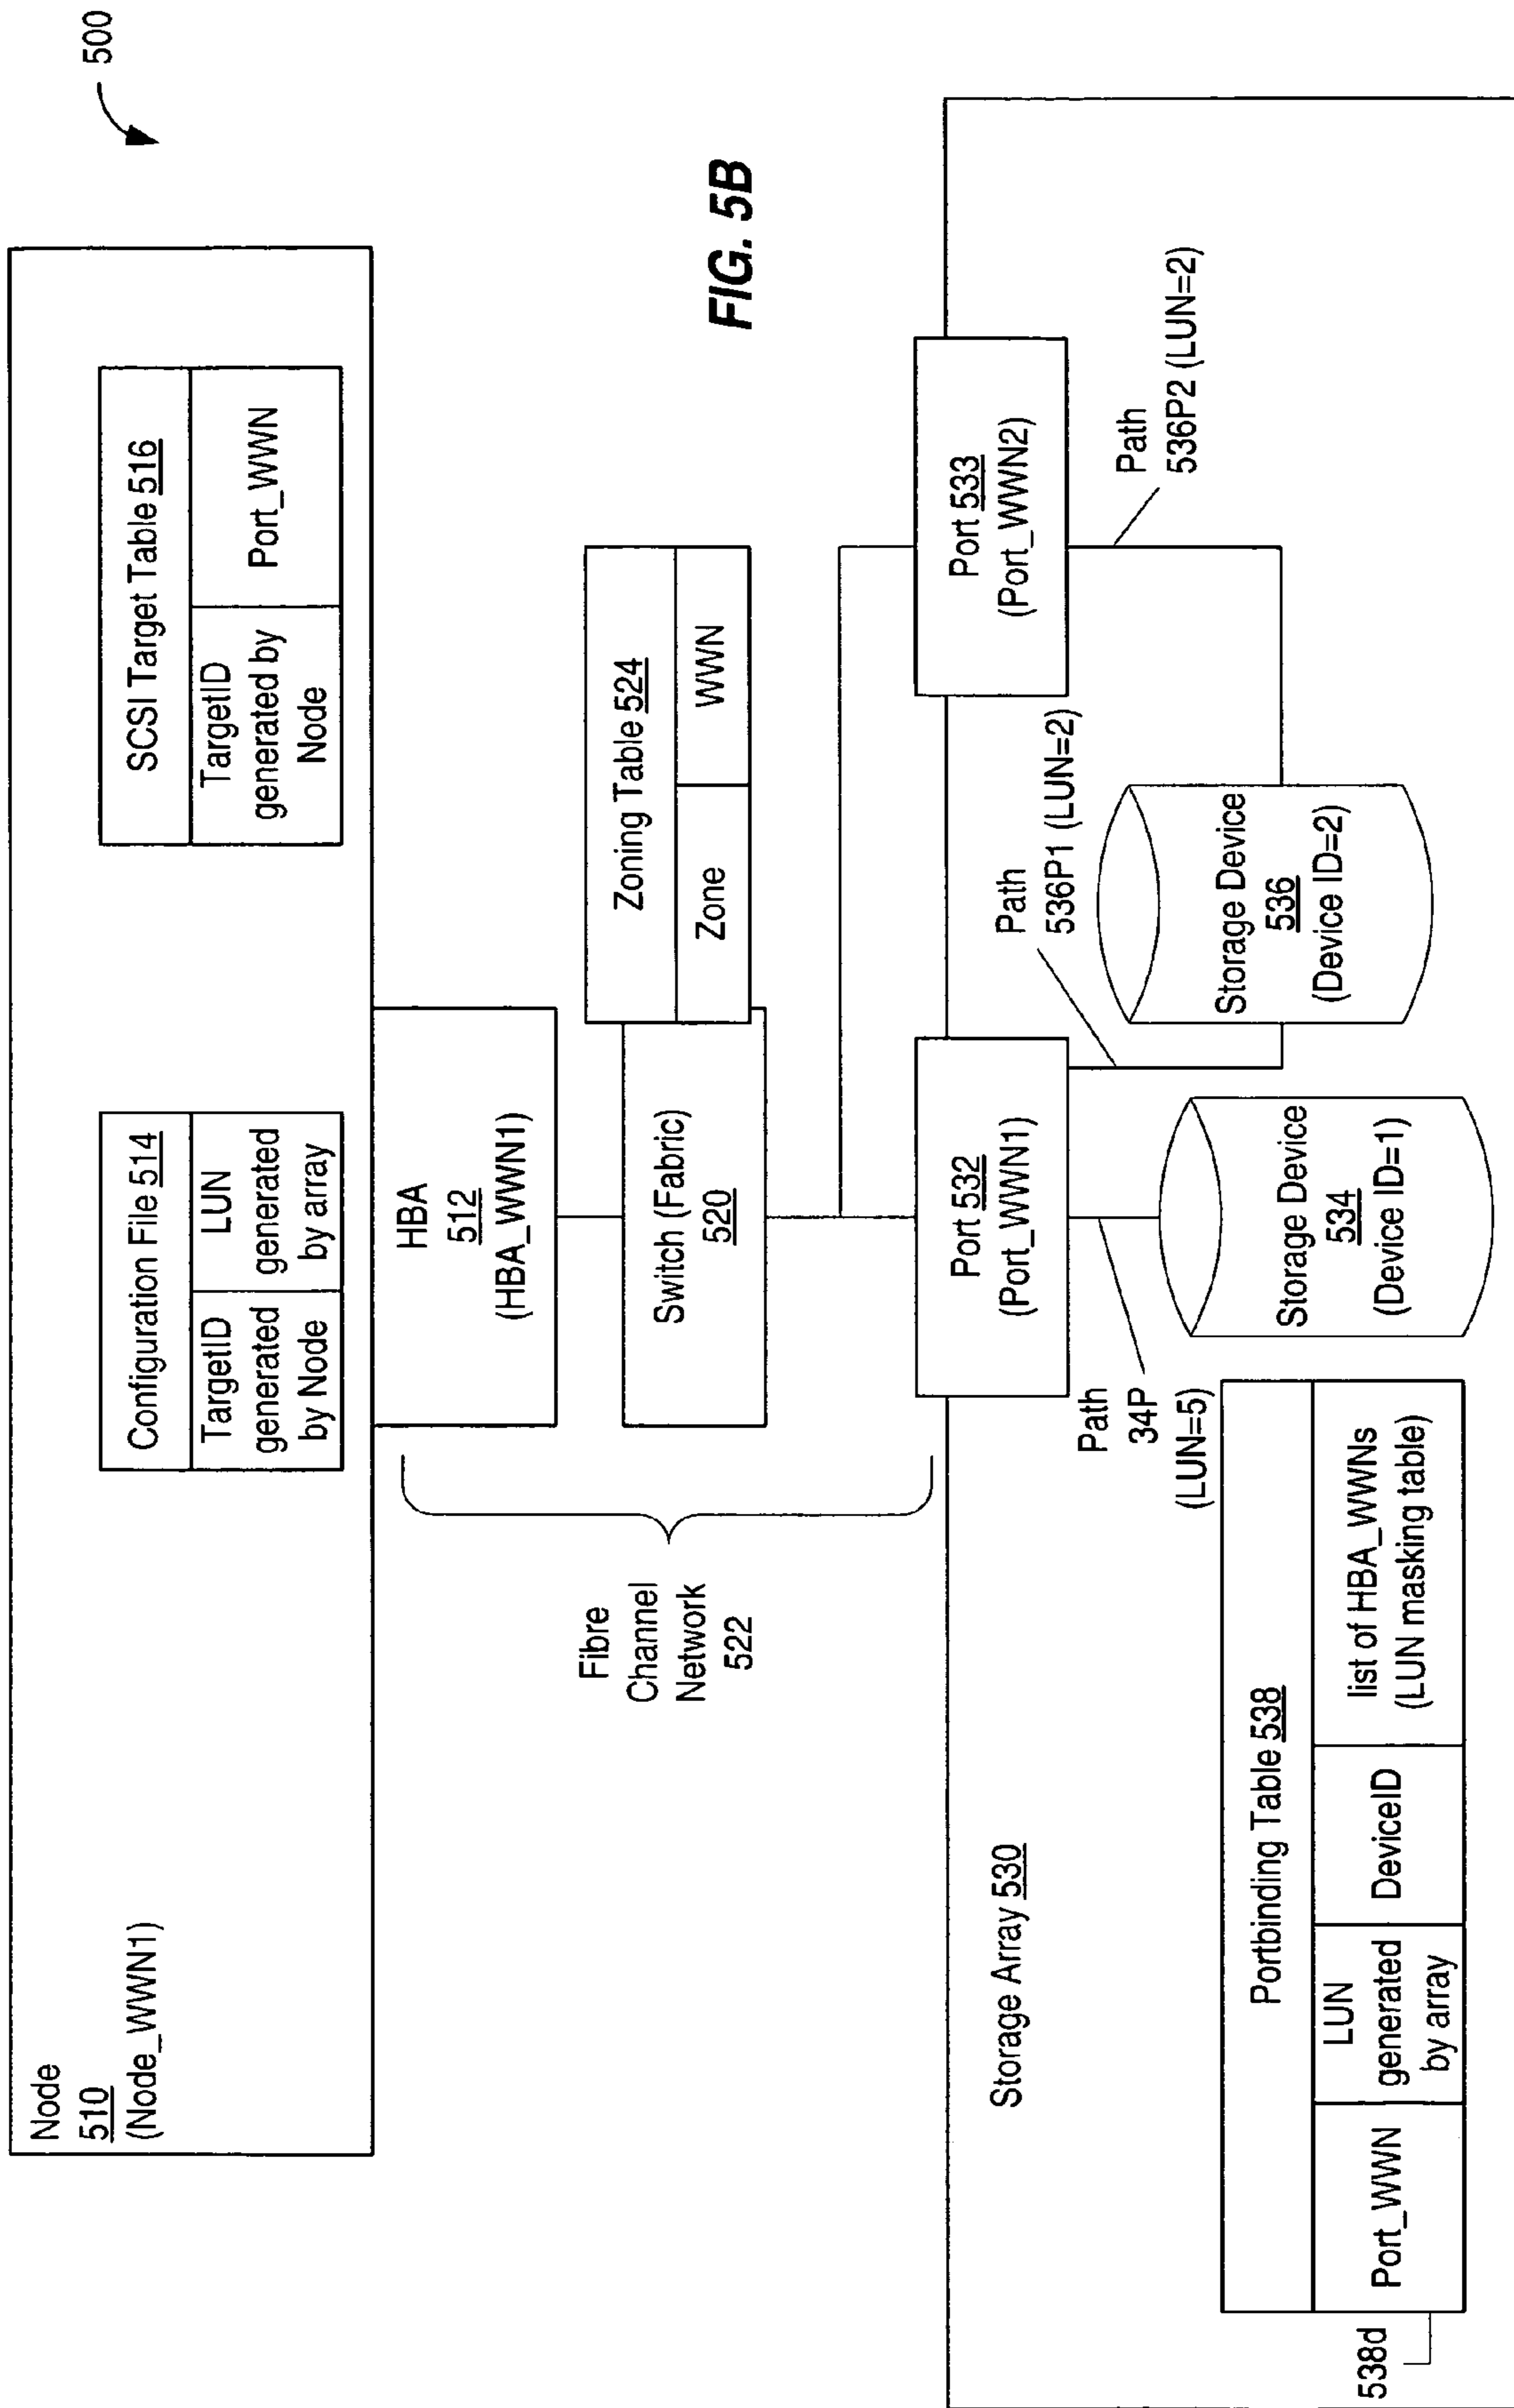 500
Node
510
(Node_WWN1)
Configuration File 514
TargetID
generated
by Node
LUN
generated
by array
SCSI Target Table 516
TargetID
generated by
Node
Port_WWN
HBA
512
(HBA_WWN1)
Fibre
Channel
Network
522
Switch (Fabric)
520
Zoning Table 524
Zone
WWN
FIG. 5B
Storage Array 530
Port 532
(Port_WWN1)
Port 533
(Port_WWN2)
Path
34P
(LUN=5)
Path
536P1 (LUN=2)
Path
536P2 (LUN=2)
Storage Device
534
(Device ID=1)
Storage Device
536
(Device ID=2)
Portbinding Table 538
Port_WWN
LUN
generated
by array
DeviceID
list of HBA_WWNs
(LUN masking table)
538d